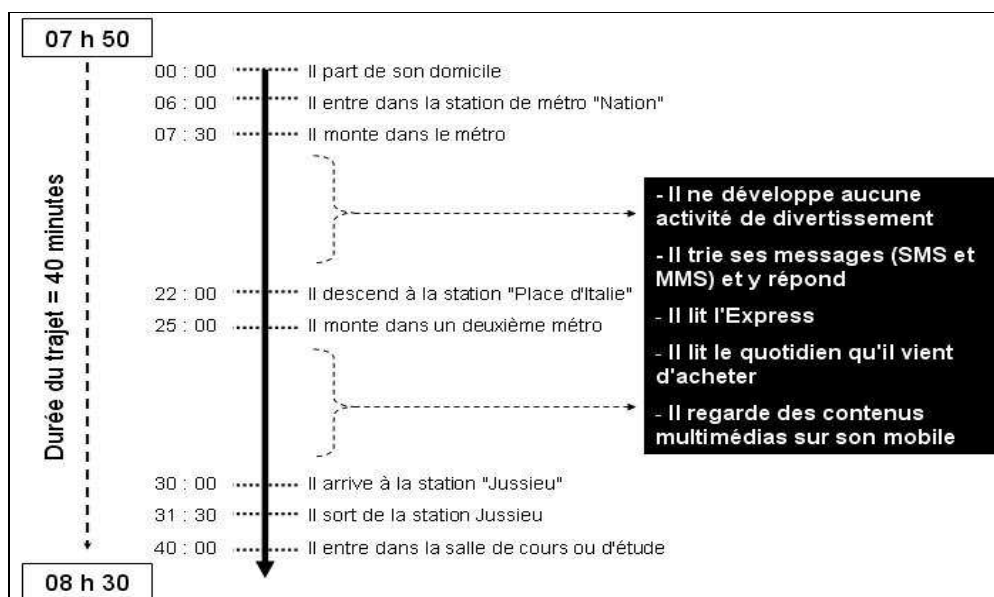 07 h 50
00 : 00 Il part de son domicile
06 : 00 Il entre dans la station de métro "Nation"
07 : 30 Il monte dans le métro
Durée du trajet = 40 minutes
- Il ne développe aucune
activité de divertissement
- Il trie ses messages (SMS et
MMS) et y répond
- Il lit l'Express
- Il lit le quotidien qu'il vient
d'acheter
- Il regarde des contenus
multimédias sur son mobile
22 : 00 Il descend à la station "Place d'Italie"
25 : 00 Il monte dans un deuxième métro
30 : 00 Il arrive à la station "Jussieu"
31 : 30 Il sort de la station Jussieu
40 : 00 Il entre dans la salle de cours ou d'étude
08 h 30